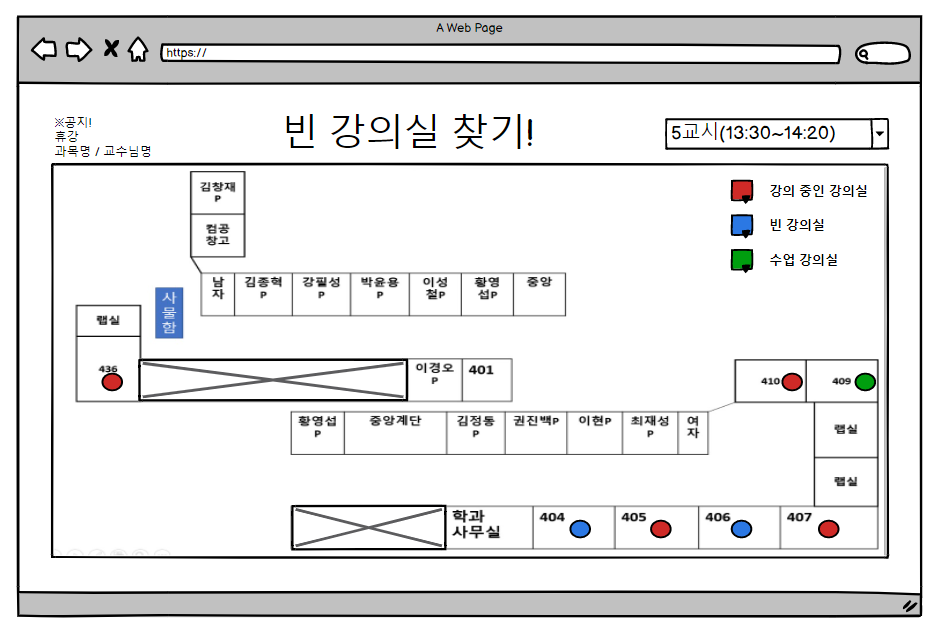 A Web Page
https://
※공지!
휴강
과목명 / 교수님명
빈 강의실 찾기!
5교시(13:30~14:20)
강의 중인 강의실
빈 강의실
수업 강의실
김창재
P
컴공
창고
남
자
김종혁
P
강필성
P
박윤용
P
이성
철P
황영
섭P
중앙
사
물
함
랩실
436
이경오
P
401
410
409
황영섭
P
중앙계단
김정동
P
권진백P
이현P
최재성
P
여
자
랩실
랩실
학과
사무실
404
405
406
407